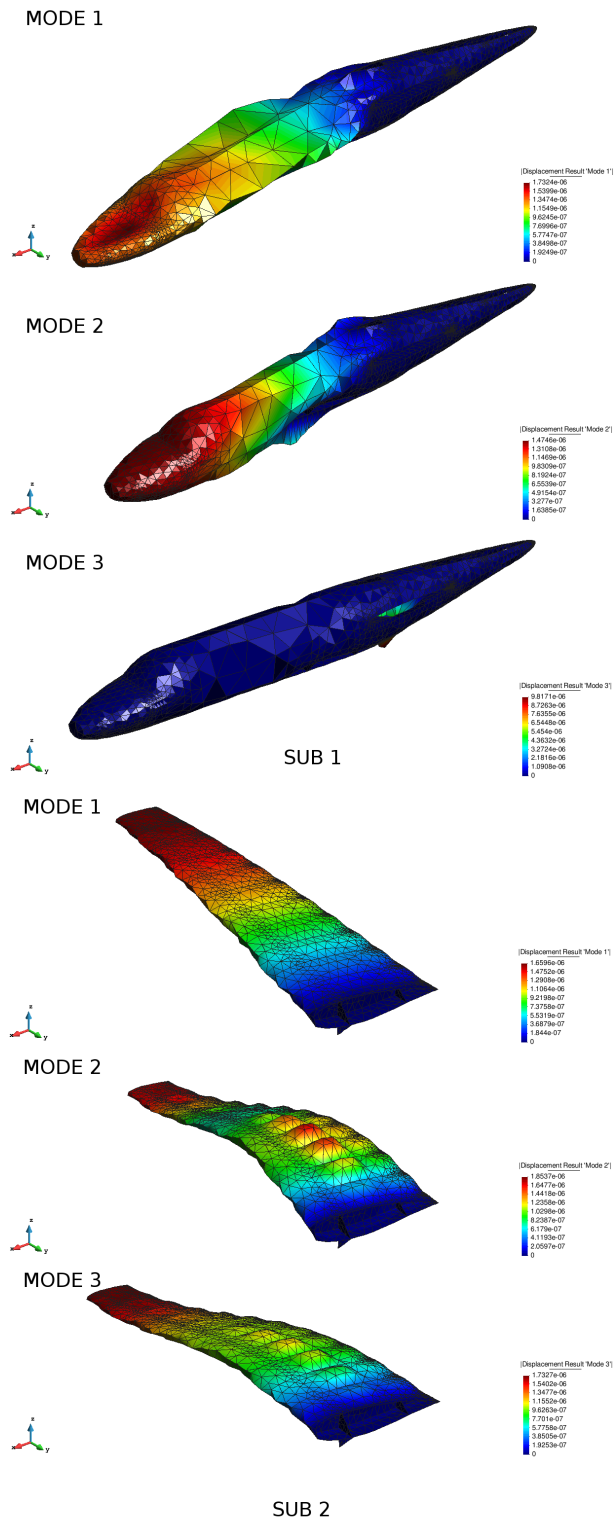 MODE 1
|Displacement Result 'Mode 1'|
1.7324e-06
1.5399e-06
1.3474e-06
1.1549e-06
9.6245e-07
7.6996e-07
5.7747e-07
3.8498e-07
1.9249e-07
0
z
x
y
MODE 2
|Displacement Result 'Mode 2'|
1.4746e-06
1.3108e-06
1.1469e-06
9.8309e-07
8.1924e-07
6.5539e-07
4.9154e-07
3.277e-07
1.6385e-07
0
z
x
y
MODE 3
|Displacement Result 'Mode 3'|
9.8171e-06
8.7263e-06
7.6355e-06
6.5448e-06
5.454e-06
4.3632e-06
3.2724e-06
2.1816e-06
1.0908e-06
0
z
x
y
SUB 1
MODE 1
|Displacement Result 'Mode 1'|
1.6596e-06
1.4752e-06
1.2908e-06
1.1064e-06
9.2198e-07
7.3758e-07
5.5319e-07
3.6879e-07
1.844e-07
0
z
x
y
MODE 2
|Displacement Result 'Mode 2'|
1.8537e-06
1.6477e-06
1.4418e-06
1.2358e-06
1.0298e-06
8.2387e-07
6.179e-07
4.1193e-07
2.0597e-07
0
z
x
y
MODE 3
|Displacement Result 'Mode 3'|
1.7327e-06
1.5402e-06
1.3477e-06
1.1552e-06
9.6263e-07
7.701e-07
5.7758e-07
3.8505e-07
1.9253e-07
0
z
x
y
SUB 2